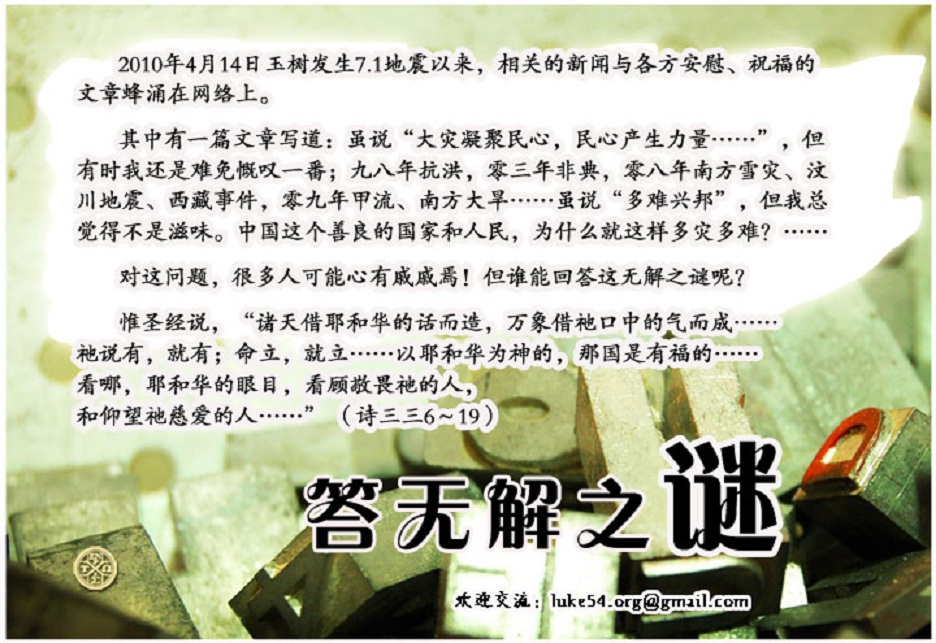 2010年4月14日玉树发生7.1地震以来，相关的新闻与各方安慰、祝福的
文章蜂涌在网络上。
其中有一篇文章写道：虽说“大灾凝聚民心，民心产生力量……”，但
有时我还是难免慨叹一番；九八年抗洪，零三年非典，零八年南方雪灾、汶
川地震、西藏事件，零九年甲流、南方大旱……虽说“多难兴邦”，但我总
觉得不是滋味。中国这个善良的国家和人民，为什么就这样多灾多难？……
对这问题，很多人可能心有戚戚焉！但谁能回答这无解之谜呢？
惟圣经说，“诸天借耶和华的话而造，万象借祂口中的气而成……
祂说有，就有；命立，就立……以耶和华为神的，那国是有福的……
看哪，耶和华的眼目，看顾敬畏祂的人，
和仰望祂慈爱的人……”（诗三三6～19）
答无解之谜
欢迎交流：luke54.org@gmail.com